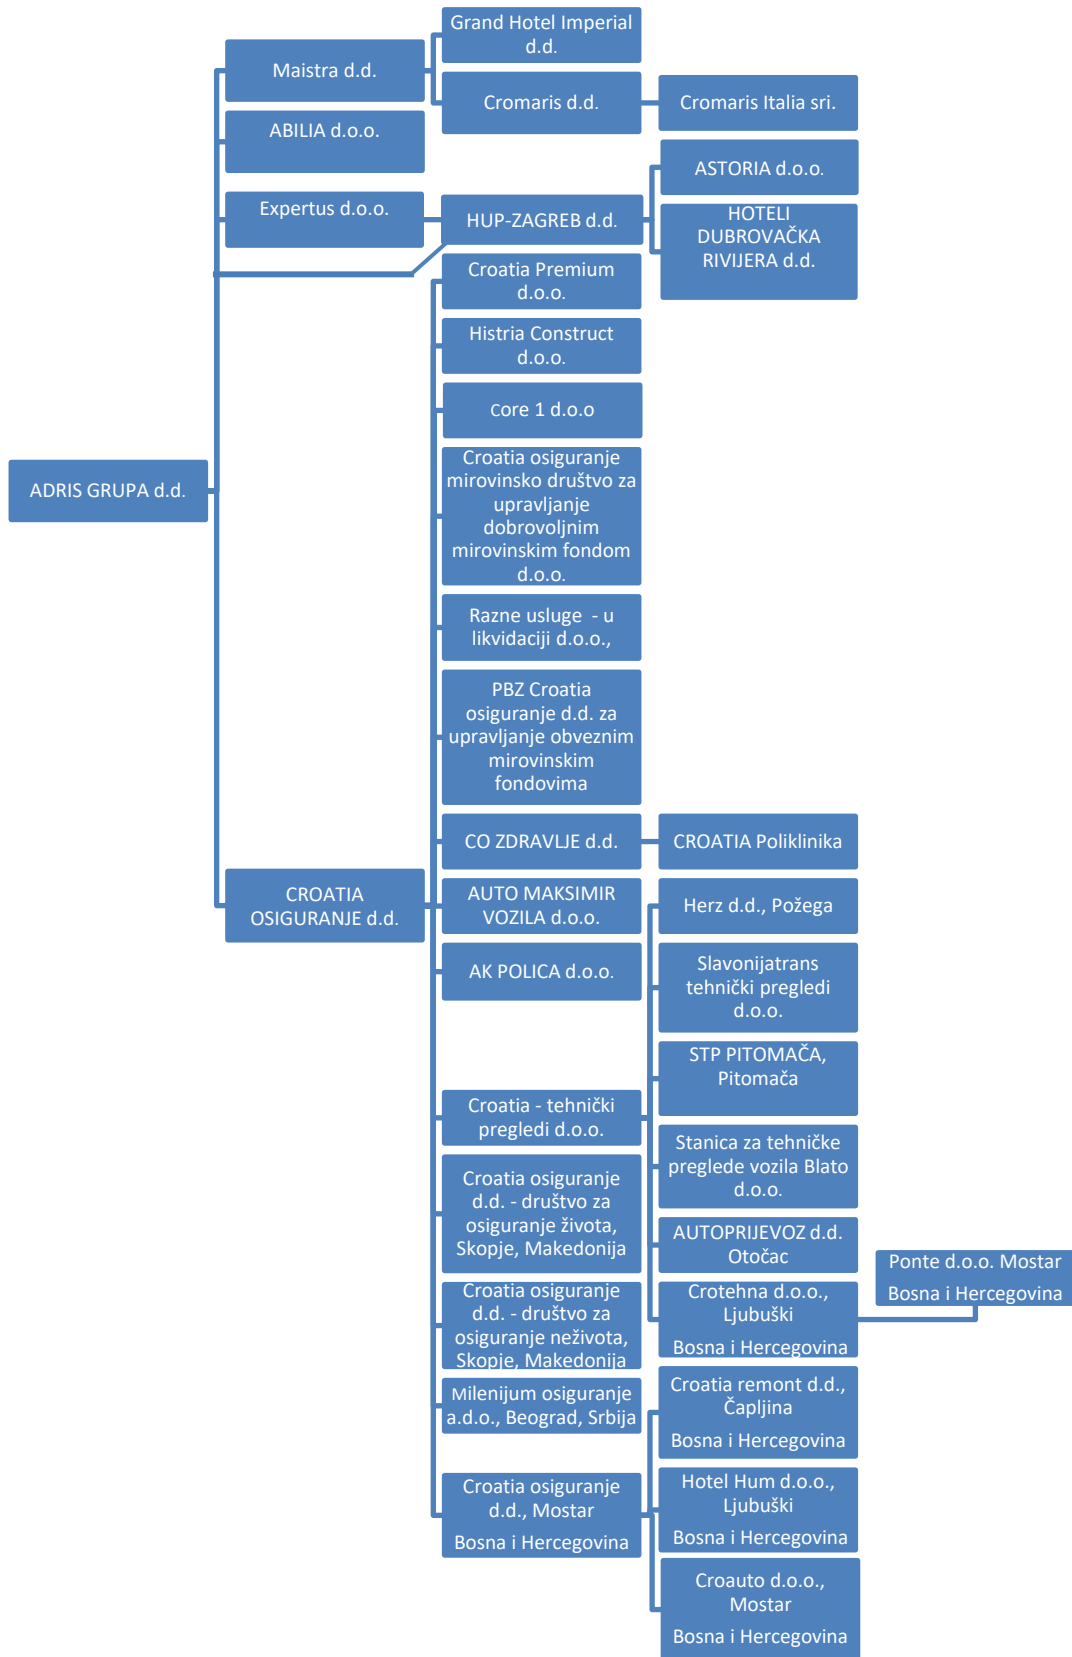 Grand Hotel Imperial
d.d.
Maistra d.d.
Cromaris d.d.
Cromaris Italia sri.
ABILIA d.o.o.
ASTORIA d.o.o.
Expertus d.o.o.
HUP-ZAGREB d.d.
HOTELI
DUBROVAČKA
RIVIJERA d.d.
Croatia Premium
d.o.o.
Histria Construct
d.o.o.
Core 1 d.o.o
ADRIS GRUPA d.d.
Croatia osiguranje
mirovinsko društvo za
upravljanje
dobrovoljnim
mirovinskim fondom
d.o.o.
Razne usluge - u
likvidaciji d.o.o.,
PBZ Croatia
osiguranje d.d. za
upravljanje obveznim
mirovinskim
fondovima
CO ZDRAVLJE d.d.
CROATIA Poliklinika
CROATIA
OSIGURANJE d.d.
AUTO MAKSIMIR
VOZILA d.o.o.
Herz d.d., Požega
AK POLICA d.o.o.
Slavonijatrans
tehnički pregledi
d.o.o.
STP PITOMAČA,
Pitomača
Croatia - tehnički
pregledi d.o.o.
Stanica za tehničke
preglede vozila Blato
d.o.o.
Croatia osiguranje
d.d. - društvo za
osiguranje života,
Skopje, Makedonija
AUTOPRIJEVOZ d.d.
Otočac
Ponte d.o.o. Mostar
Bosna i Hercegovina
Croatia osiguranje
d.d. - društvo za
osiguranje neživota,
Skopje, Makedonija
Crotehna d.o.o.,
Ljubuški
Bosna i Hercegovina
Milenijum osiguranje
a.d.o., Beograd, Srbija
Croatia remont d.d.,
Čapljina
Bosna i Hercegovina
Croatia osiguranje
d.d., Mostar
Bosna i Hercegovina
Hotel Hum d.o.o.,
Ljubuški
Bosna i Hercegovina
Croauto d.o.o.,
Mostar
Bosna i Hercegovina